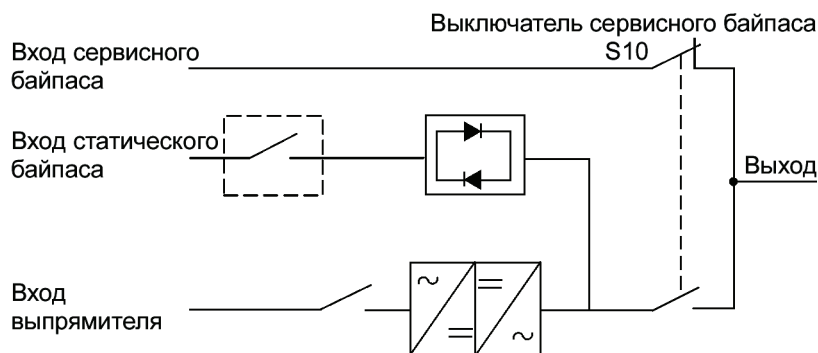 Выключатель сервисного байпаса
S10
Вход сервисного
байпаса
Вход статического
байпаса
Выход
Вход
выпрямителя